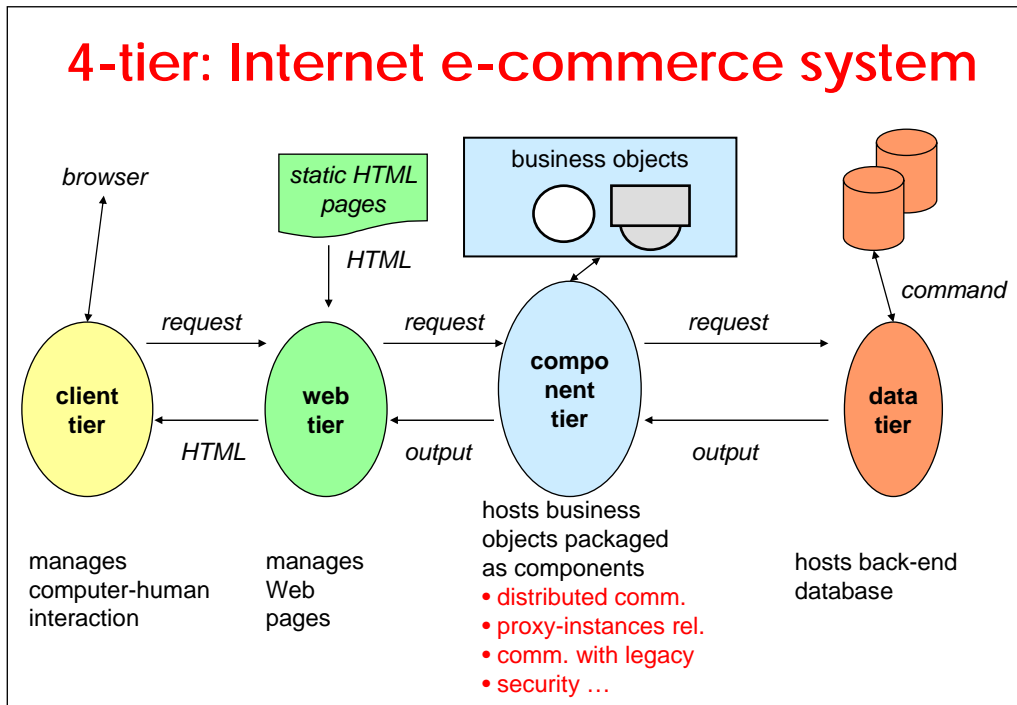 4-tier: Internet e-commerce system
browser
static HTML
pages
business objects
HTML
command
request
request
request
client
tier
web
tier
compo
nent
tier
data
tier
HTML
output
output
manages
computer-human
interaction
manages
Web
pages
hosts business
objects packaged
as components
• distributed comm.
• proxy-instances rel.
• comm. with legacy
• security …
hosts back-end
database